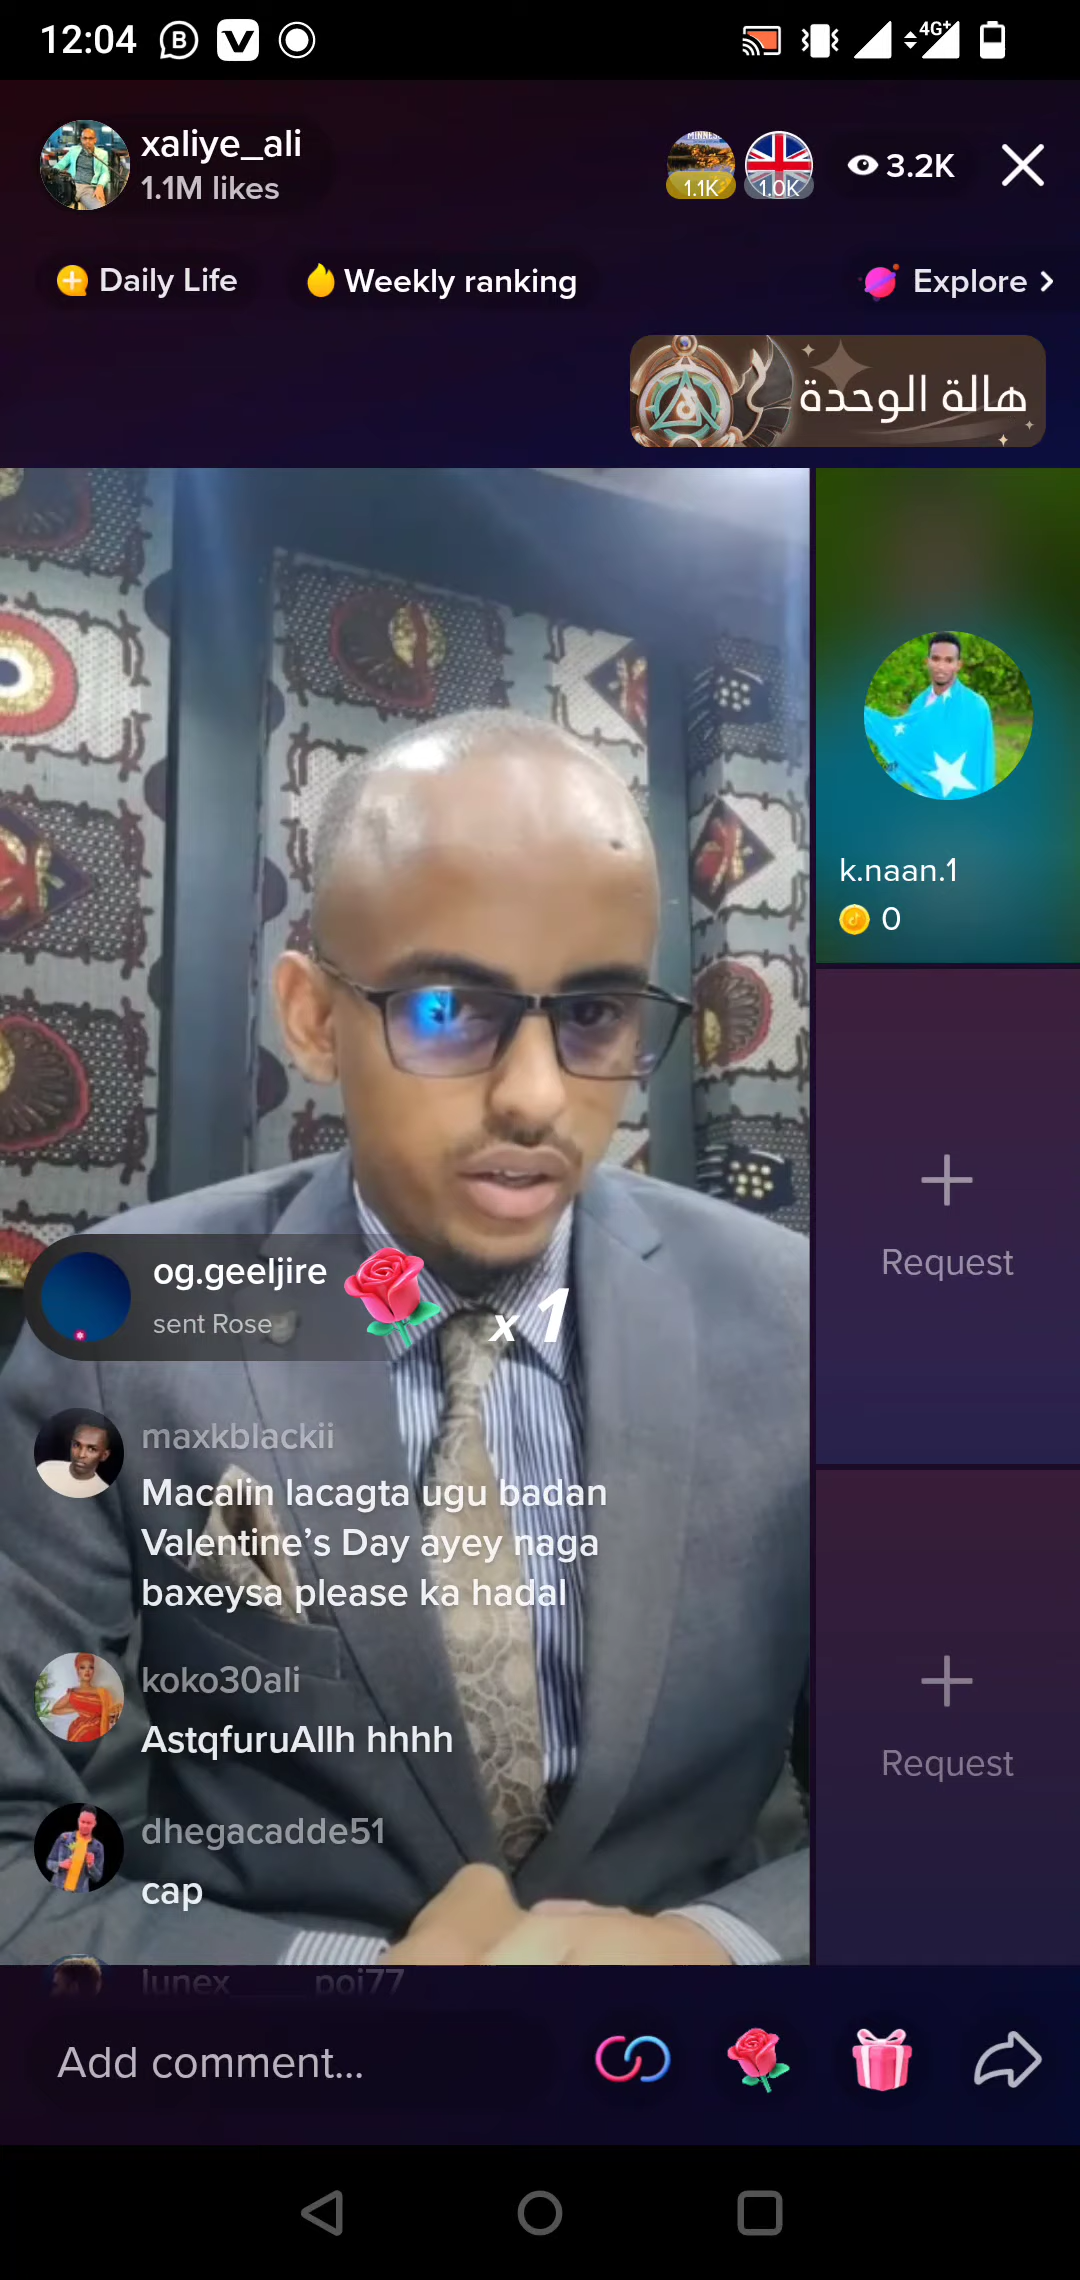 12:04
4G+
xaliye_ali
1.1M likes
1.1K
1.0K
3.2K
Daily Life
Weekly ranking
Explore
هالة الوحدة
k.naan.1
0
Request
Request
og.geeljire
sent Rose
x 1
maxkblackii
Macalin lacagta ugu badan
Valentine’s Day ayey naga
baxeysa please ka hadal
koko30ali
AstqfuruAllh hhhh
dhegacadde51
cap
Add comment...